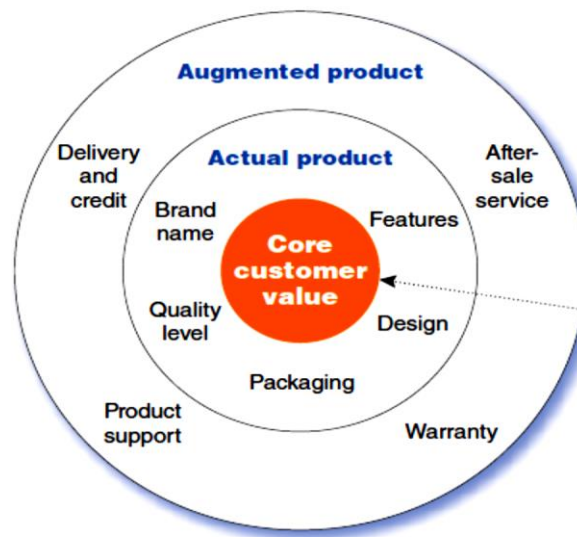 Augmented product
Delivery
and
credit
After-
sale
service
Actual product
Brand
name
Features
Core
customer
value
Quality
level
Design
Packaging
Product
support
Warranty